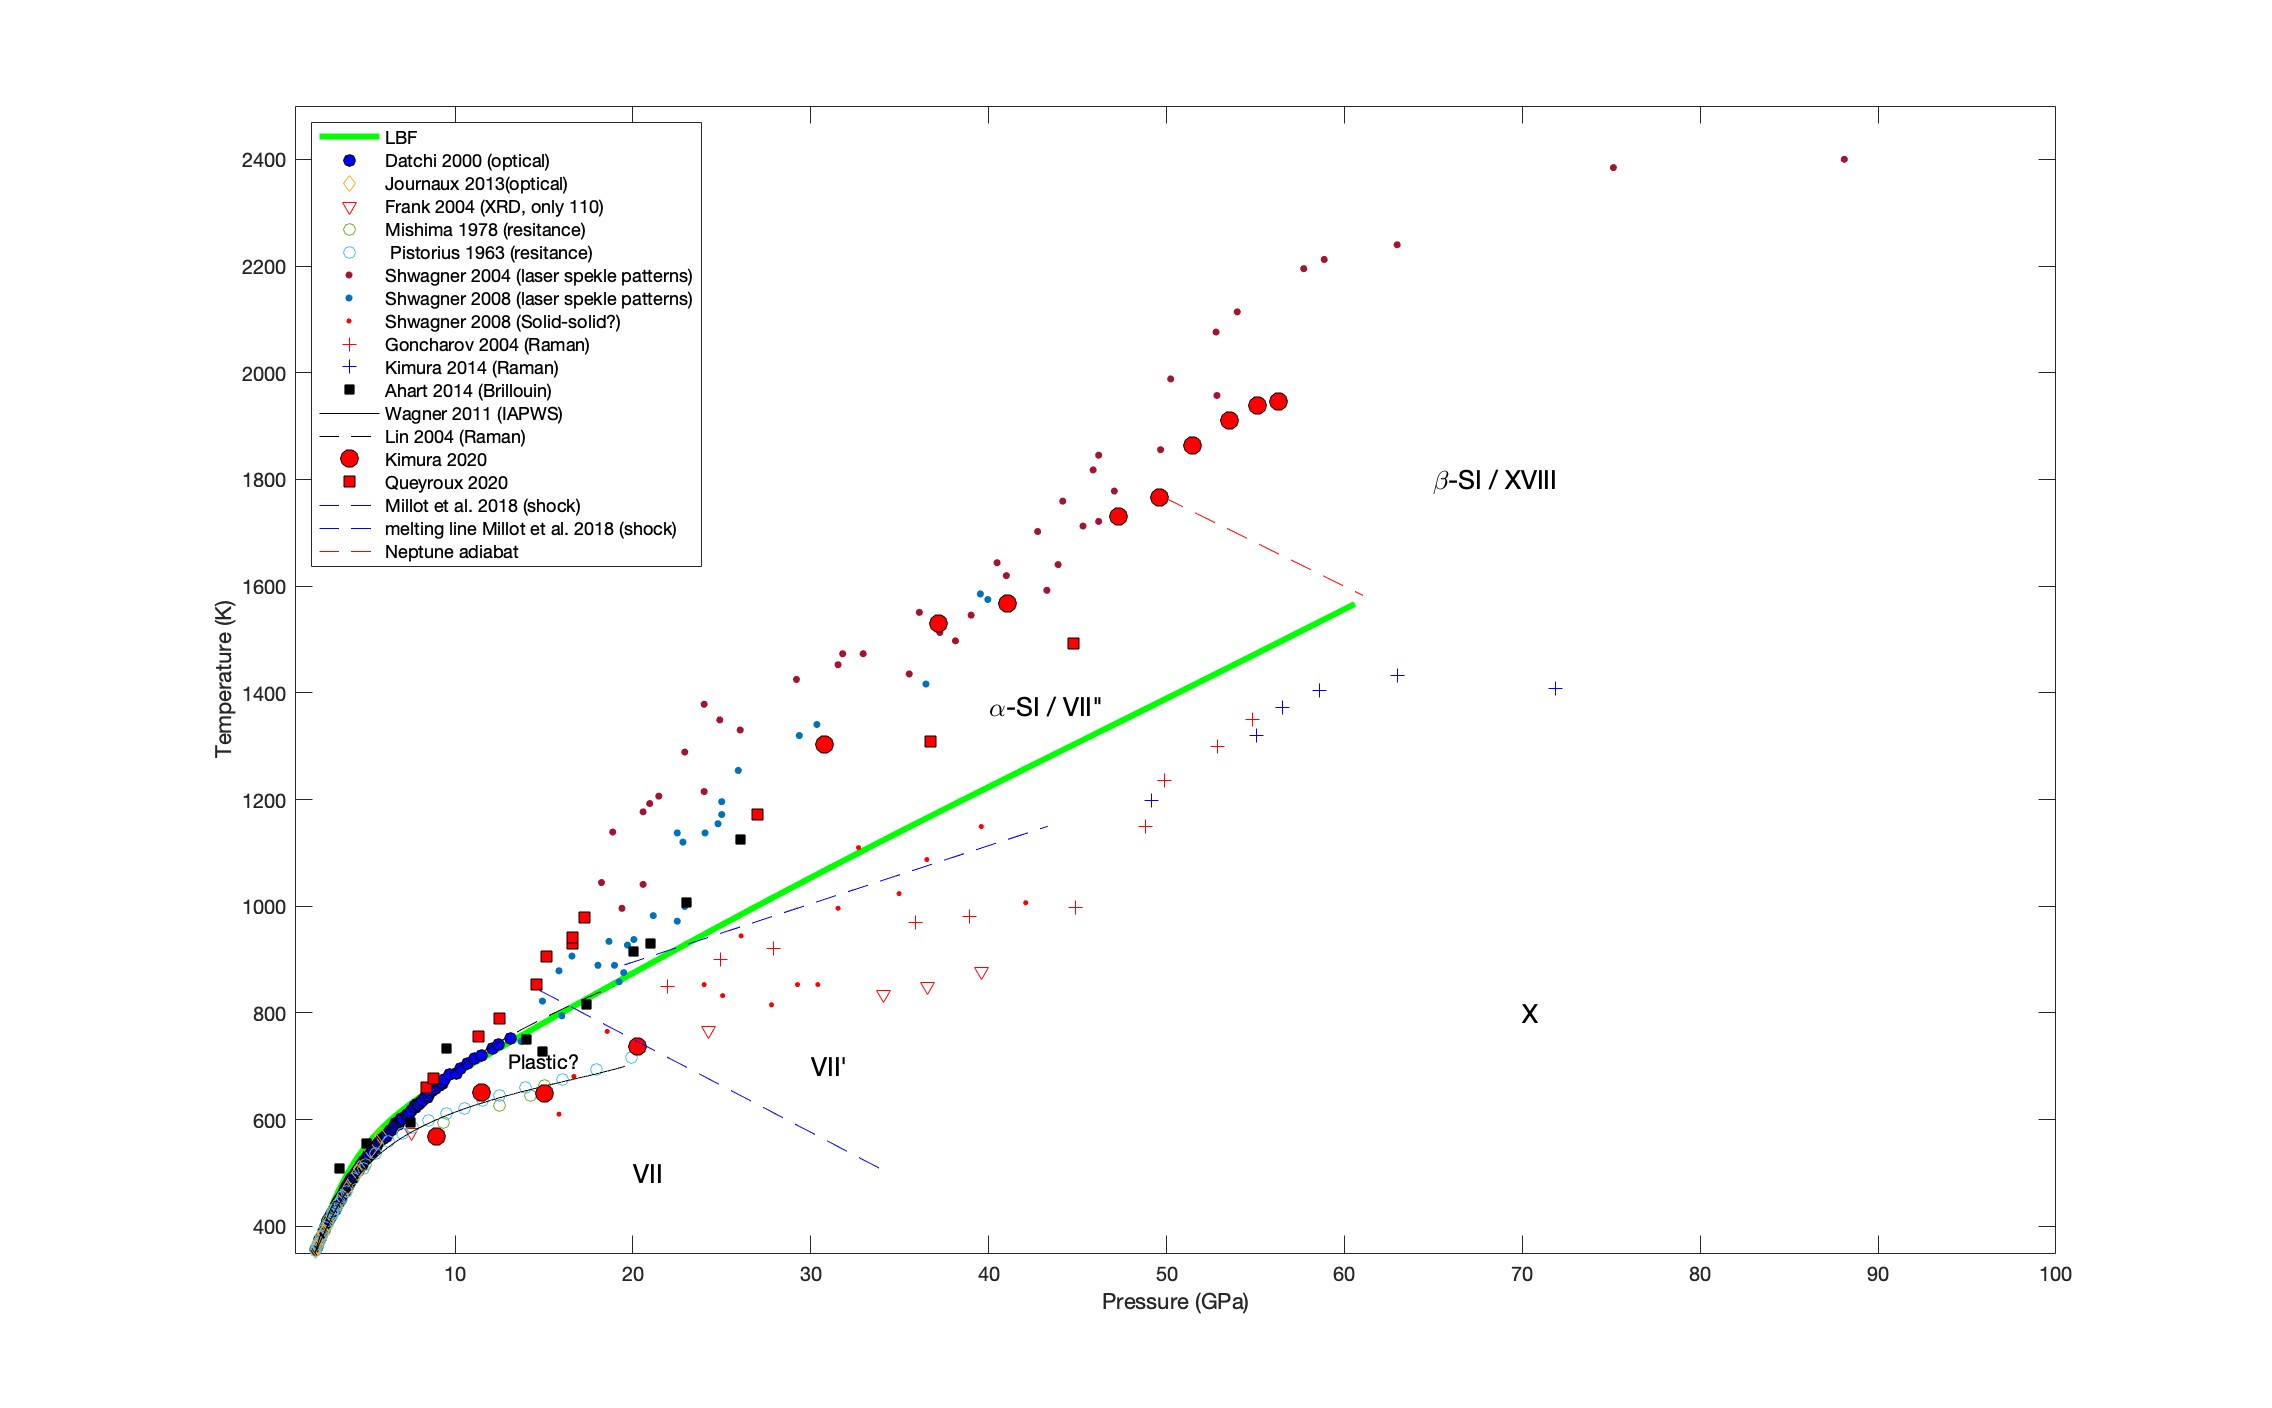 LBF
Datchi 2000 (optical)
Journaux 2013(optical)
Frank 2004 (XRD, only 110)
Mishima 1978 (resitance)
Pistorius 1963 (resitance)
Shwagner 2004 (laser spekle patterns)
Shwagner 2008 (laser spekle patterns)
Shwagner 2008 (Solid-solid?)
Goncharov 2004 (Raman)
Kimura 2014 (Raman)
Ahart 2014 (Brillouin)
Wagner 2011 (IAPWS)
Lin 2004 (Raman)
Kimura 2020
Queyroux 2020
Millot et al. 2018 (shock)
melting line Millot et al. 2018 (shock)
Neptune adiabat
2400
2200
2000
1800
1600
1400
1200
1000
800
600
400
Temperature (K)
β-SI / XVIII
α-SI / VII"
X
Plastic?
VII'
VII
10 20 30 40 50 60 70 80 90 100
Pressure (GPa)